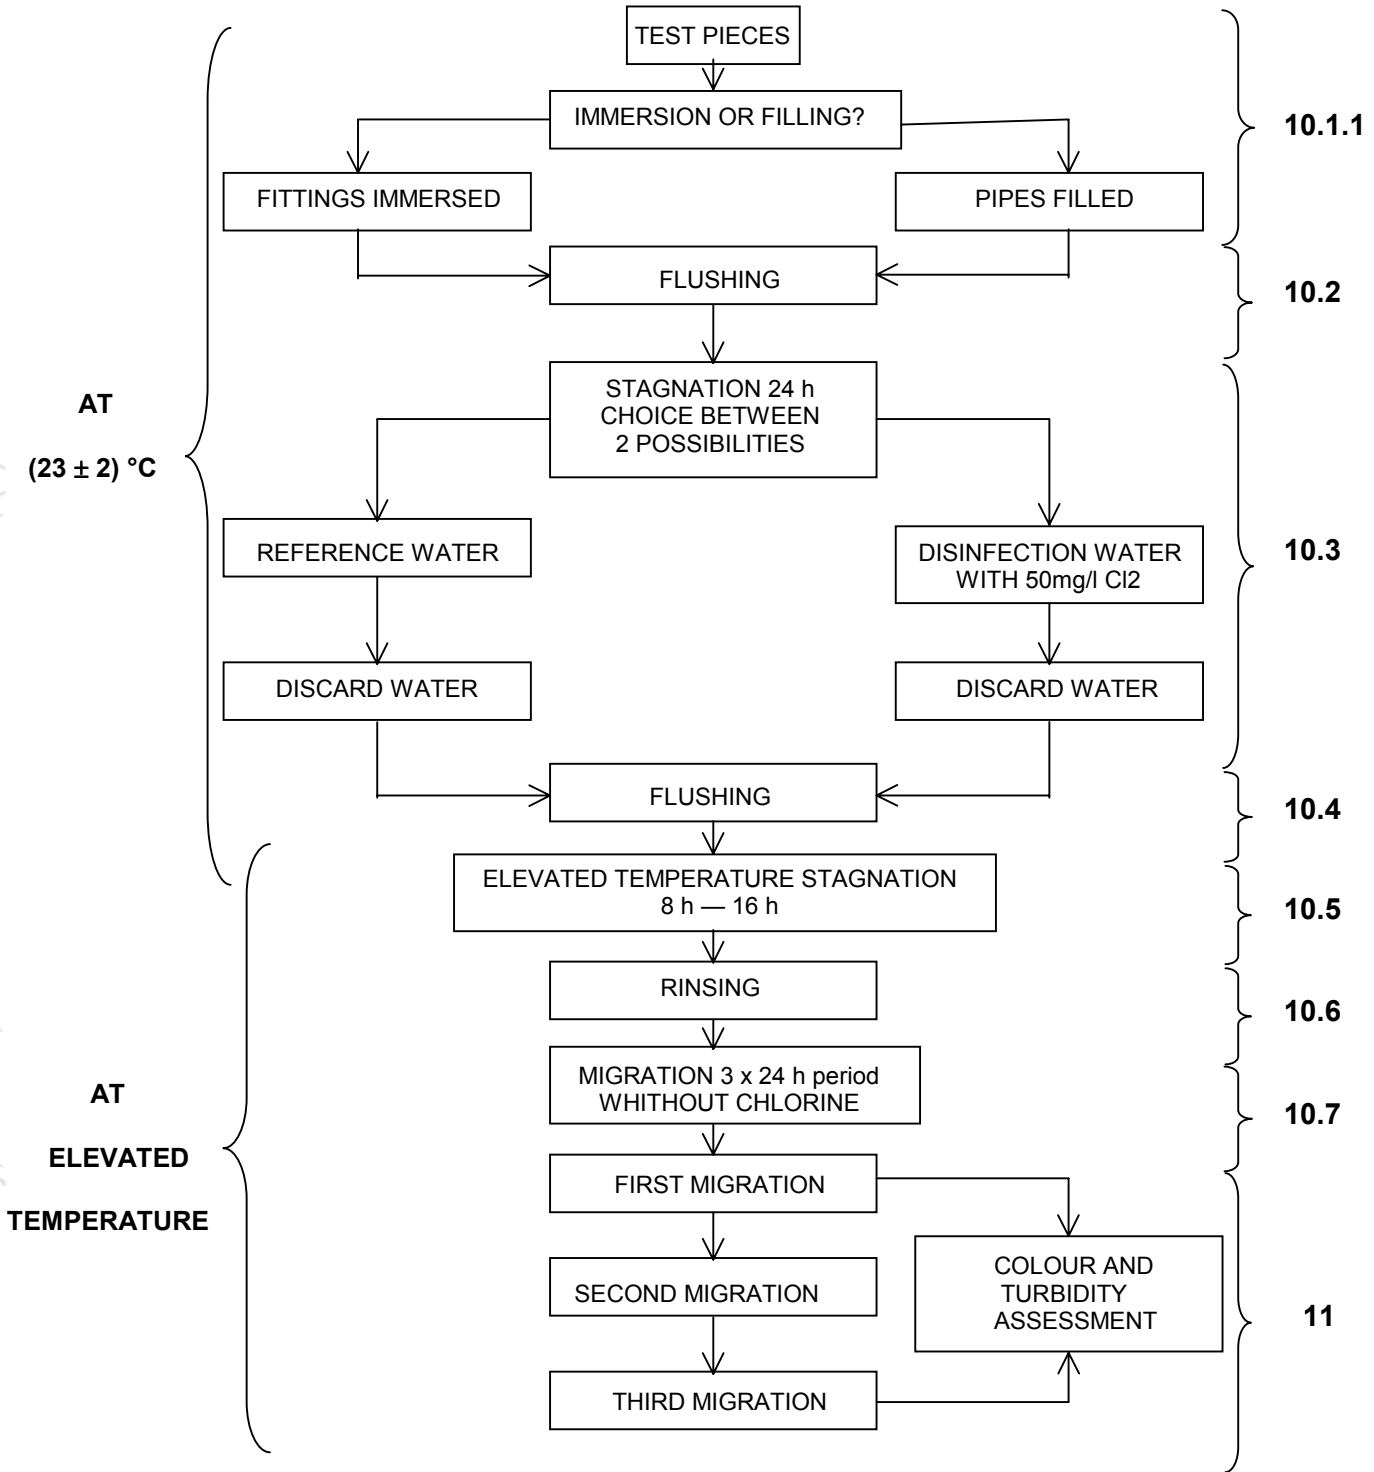 TEST PIECES
IMMERSION OR FILLING?
10.1.1
FITTINGS IMMERSED
PIPES FILLED
FLUSHING
10.2
STAGNATION 24 h
CHOICE BETWEEN
2 POSSIBILITIES
AT
(23 ± 2) °C
REFERENCE WATER
DISINFECTION WATER
WITH 50mg/l Cl2
10.3
DISCARD WATER
DISCARD WATER
FLUSHING
10.4
ELEVATED TEMPERATURE STAGNATION
8 h — 16 h
10.5
RINSING
10.6
MIGRATION 3 x 24 h period
WHITHOUT CHLORINE
10.7
AT
ELEVATED
TEMPERATURE
FIRST MIGRATION
SECOND MIGRATION
COLOUR AND
TURBIDITY
ASSESSMENT
11
THIRD MIGRATION